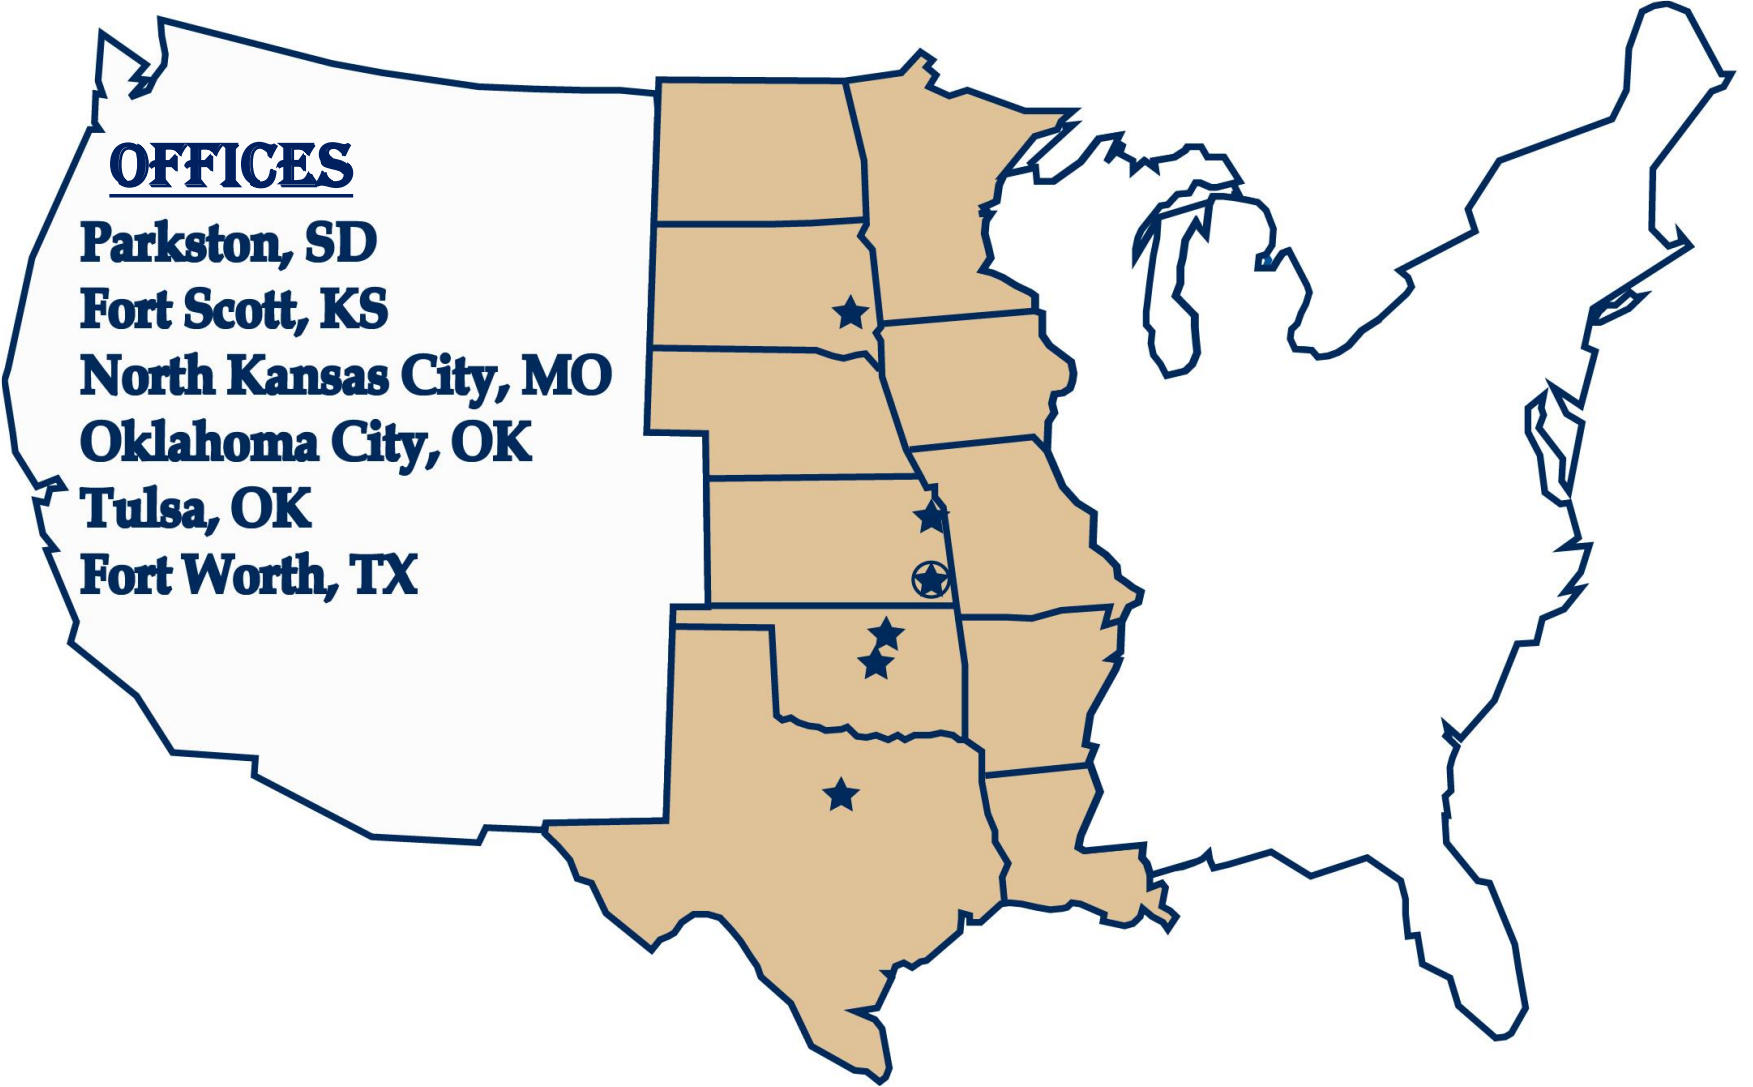 OFFICES
Parkston, SD
Fort Scott, KS
North Kansas City, MO
Oklahoma City, OK
Tulsa, OK
Fort Worth, TX